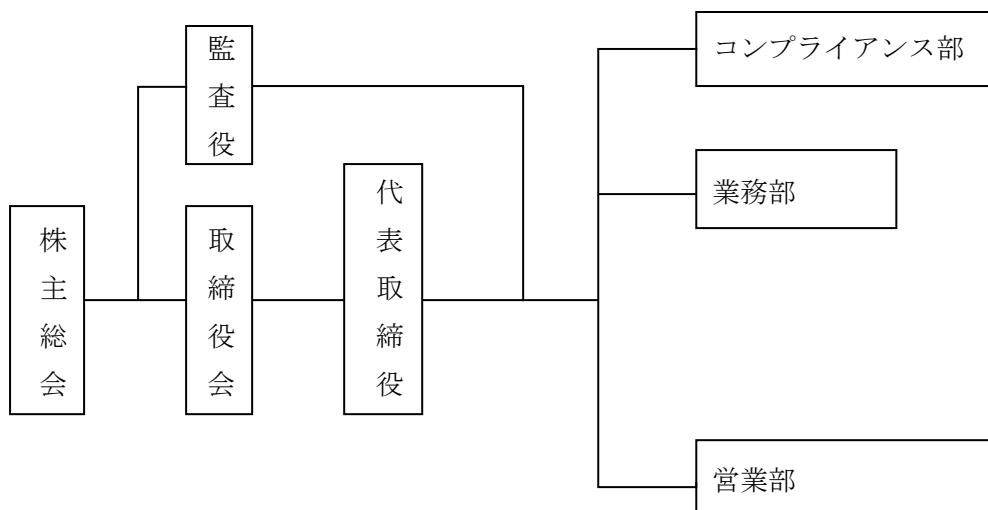 株主総会
監査役
取締役会
代表取締役
コンプライアンス部
業務部
営業部